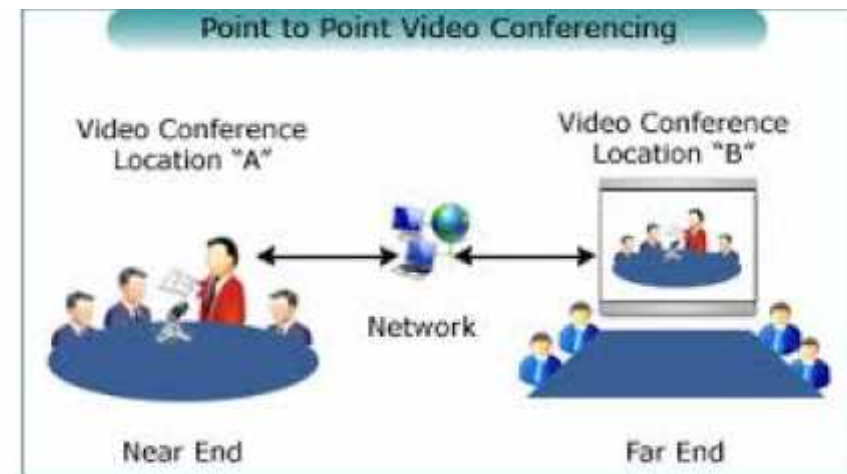 Point to Point Video Conferencing
Video Conference
Location "A"
Video Conference
Location "B"
Network
Near End
Far End